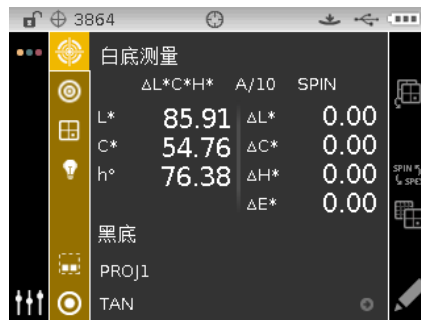 3864
白底测量
ΔL*C*H* A/10 SPIN
L* 85.91 ΔL* 0.00
C* 54.76 ΔC* 0.00
h° 76.38 ΔH* 0.00
ΔE* 0.00
SPIN
SPE
黑底
PROJ1
TAN